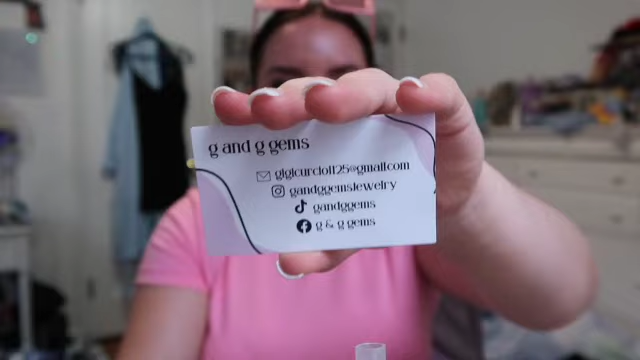 g and g gems
gigicurcio1125@gmail.com
gandggemsjewelry
gandggems
g & g gems